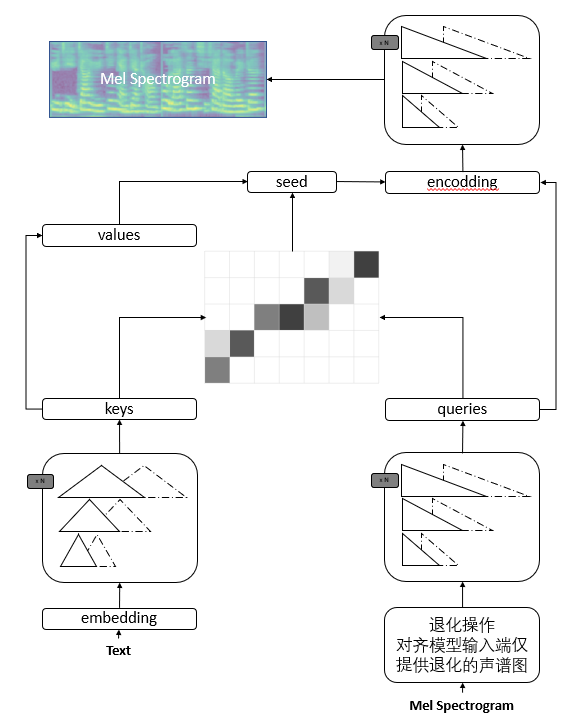 x N
Mel Spectrogram
seed
encodding
values
keys
queries
x N
x N
embedding
Text
退化操作
对齐模型输入端仅
提供退化的声谱图
Mel Spectrogram